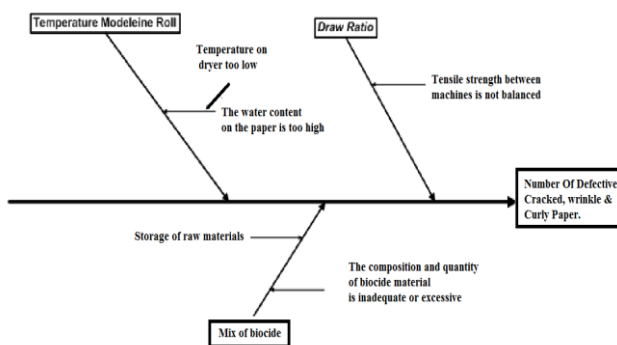 Temperature Modeleine Roll
Draw Ratio
Temperature on
dryer too low
Tensile strength between
machines is not balanced
The water content
on the paper is too high
Number Of Defective
Cracked, wrinkle &
Curly Paper.
Storage of raw materials
The composition and quantity
of biocide material
is inadequate or excessive
Mix of biocide